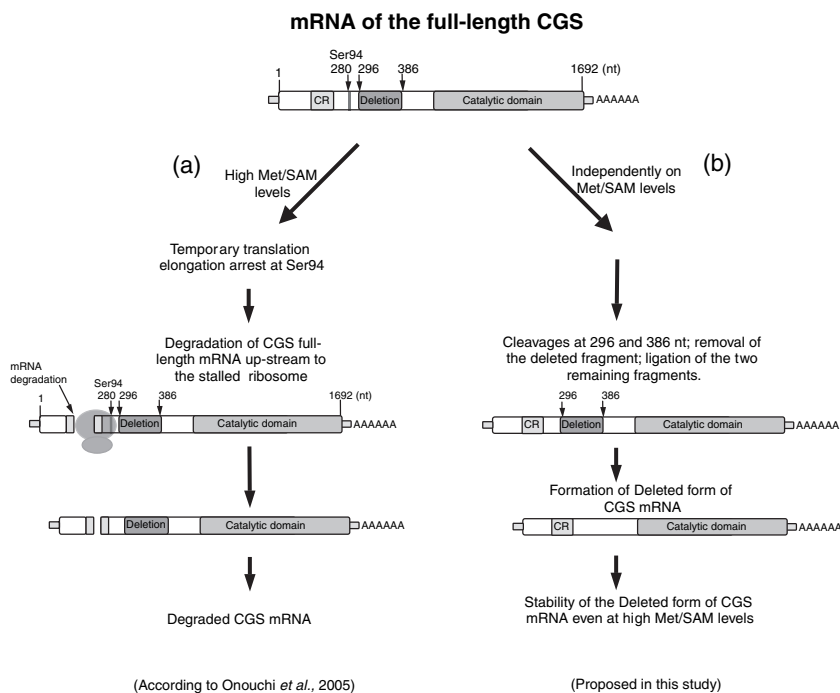 mRNA of the full-length CGS
Ser94
1 280 296 386 1692 (nt)
CR Deletion Catalytic domain AAAAAA
(a)
High Met/SAM
levels
Independently on
Met/SAM levels
(b)
Temporary translation
elongation arrest at Ser94
Degradation of CGS full-
length mRNA up-stream to
the stalled ribosome
mRNA
degradation
Ser94
1 280 296 386 1692 (nt)
Deletion Catalytic domain AAAAAA
Deletion Catalytic domain AAAAAA
Degraded CGS mRNA
(According to Onouchi et al., 2005)
Cleavages at 296 and 386 nt; removal of
the deleted fragment; ligation of the two
remaining fragments.
296 386
CR Deletion Catalytic domain AAAAAA
Formation of Deleted form of
CGS mRNA
CR Catalytic domain AAAAAA
Stability of the Deleted form of CGS
mRNA even at high Met/SAM levels
(Proposed in this study)